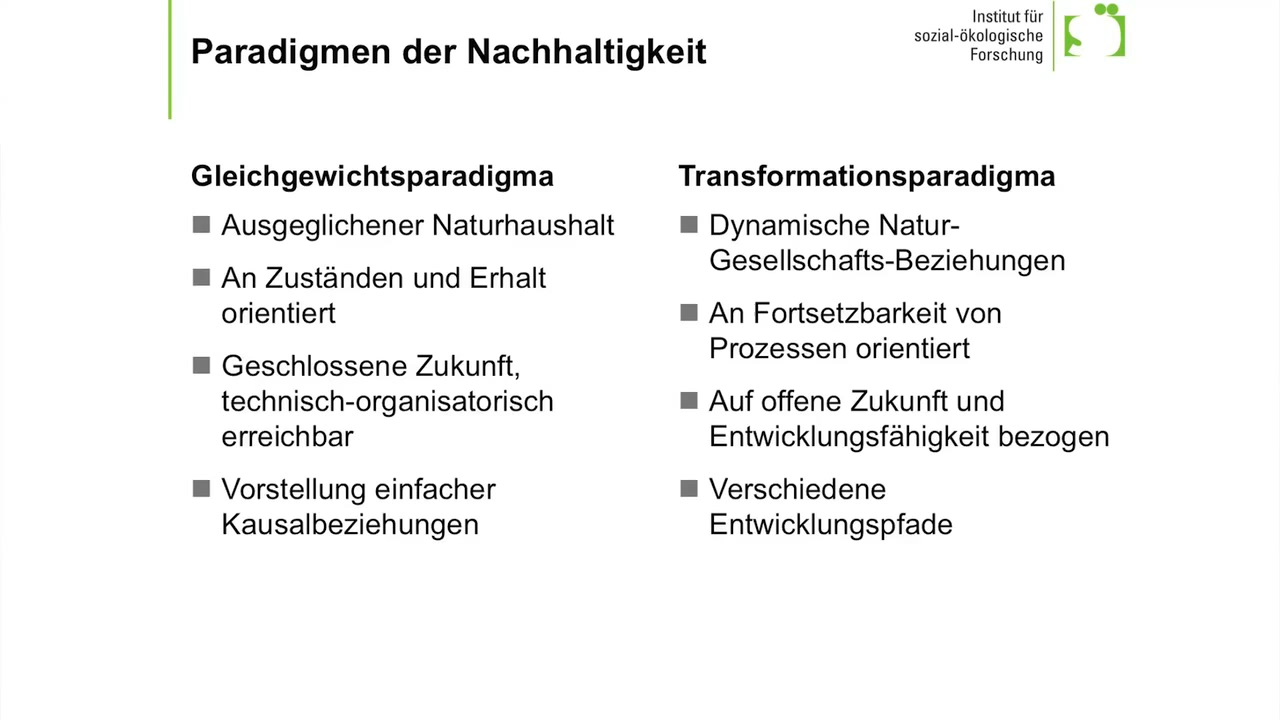 Paradigmen der Nachhaltigkeit
Institut für
sozial-ökologische
Forschung
Gleichgewichtsparadigma
Ausgeglichener Naturhaushalt
An Zuständen und Erhalt
orientiert
Geschlossene Zukunft,
technisch-organisatorisch
erreichbar
Vorstellung einfacher
Kausalbeziehungen
Transformationsparadigma
Dynamische Natur-
Gesellschafts-Beziehungen
An Fortsetzbarkeit von
Prozessen orientiert
Auf offene Zukunft und
Entwicklungsfähigkeit bezogen
Verschiedene
Entwicklungspfade